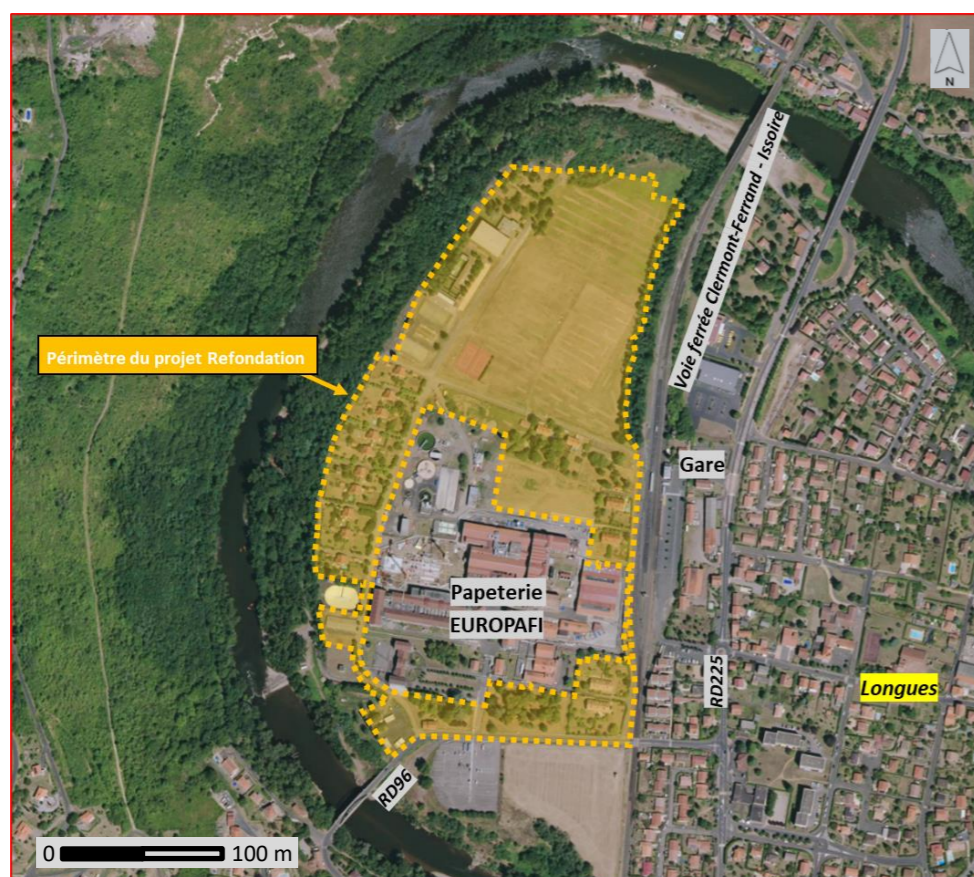 N
Voie ferrée Clermont-Ferrand - Issoire
Périmètre du projet Refondation
Gare
Papeterie
EUROPAFI
RD225
Longues
RD96
0 100 m